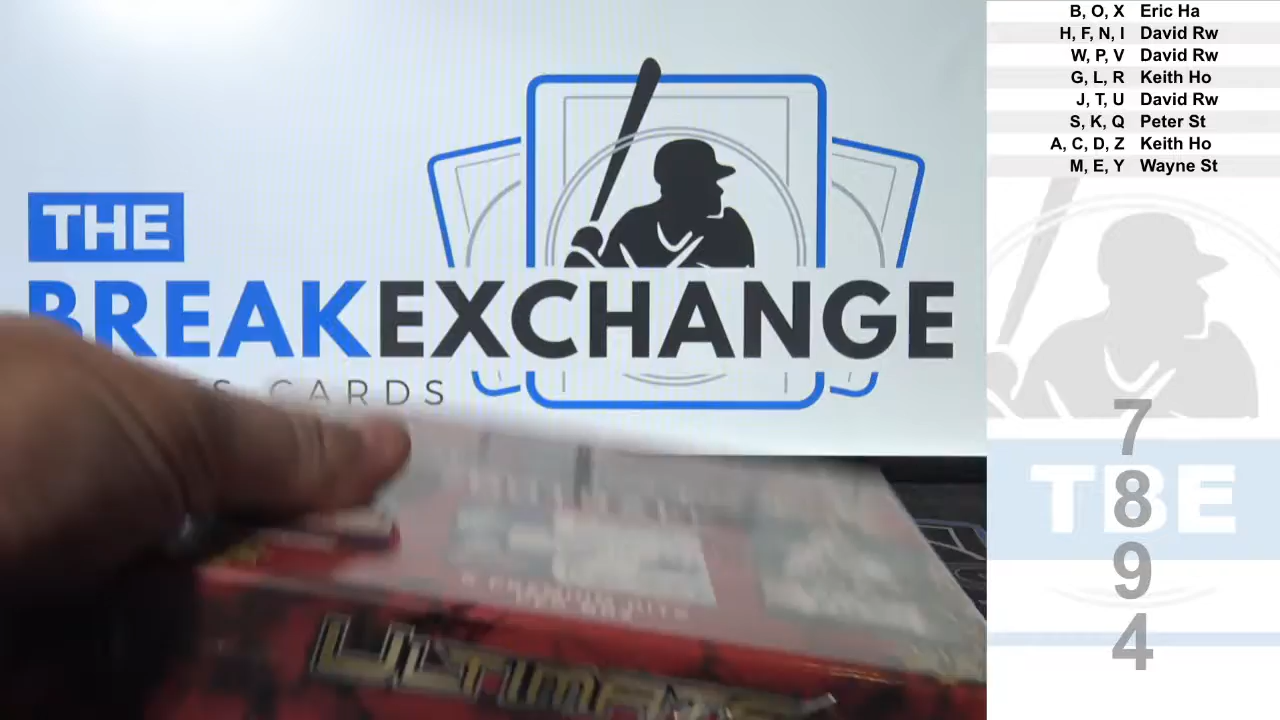 THE
BREAKEXCHANGE
CARDS
ULTIMATE
B, O, X Eric Ha
H, F, N, I David Rw
W, P, V David Rw
G, L, R Keith Ho
J, T, U David Rw
S, K, Q Peter St
A, C, D, Z Keith Ho
M, E, Y Wayne St
TBE
7
8
9
4